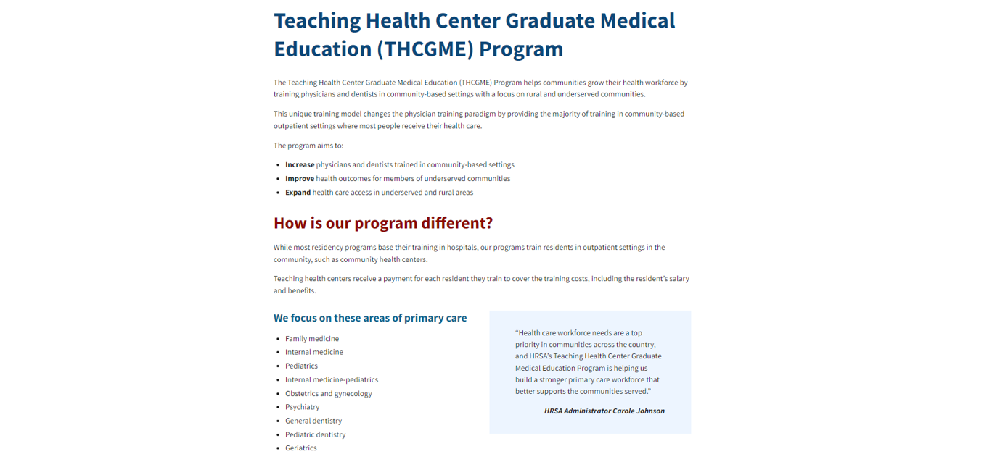 Teaching Health Center Graduate Medical
Education (THCGME) Program
The Teaching Health Center Graduate Medical Education (THCGME) Program helps communities grow their health workforce by
training physicians and dentists in community-based settings with a focus on rural and underserved communities.
This unique training model changes the physician training paradigm by providing the majority of training in community-based
outpatient settings where most people receive their health care.
The program aims to:
• Increase physicians and dentists trained in community-based settings
• Improve health outcomes for members of underserved communities
• Expand health care access in underserved and rural areas
How is our program different?
While most residency programs base their training in hospitals, our programs train residents in outpatient settings in the
community, such as community health centers.
Teaching health centers receive a payment for each resident they train to cover the training costs, including the resident’s salary
and benefits.
We focus on these areas of primary care
• Family medicine
• Internal medicine
• Pediatrics
• Internal medicine-pediatrics
• Obstetrics and gynecology
• Psychiatry
• General dentistry
• Pediatric dentistry
• Geriatrics
“Health care workforce needs are a top
priority in communities across the country,
and HRSA’s Teaching Health Center Graduate
Medical Education Program is helping us
build a stronger primary care workforce that
better supports the communities served.”
HRSA Administrator Carole Johnson